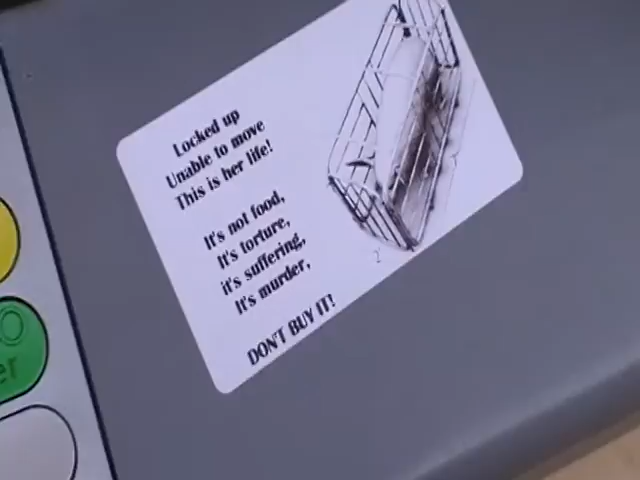 Locked up
Unable to move
This is her life!
It's not food,
It's torture,
it's suffering,
It's murder,
DON'T BUY IT!